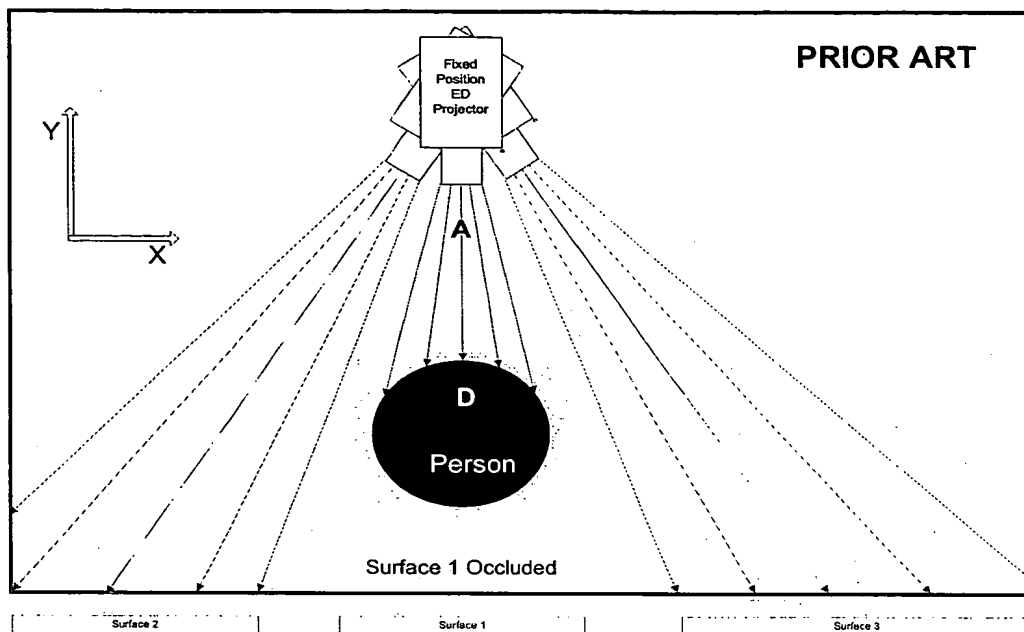 PRIOR ART
Fixed
Position
ED
Projector
Y
X
A
D
Person
Surface 1 Occluded
Surface 2
Surface 1
Surface 3